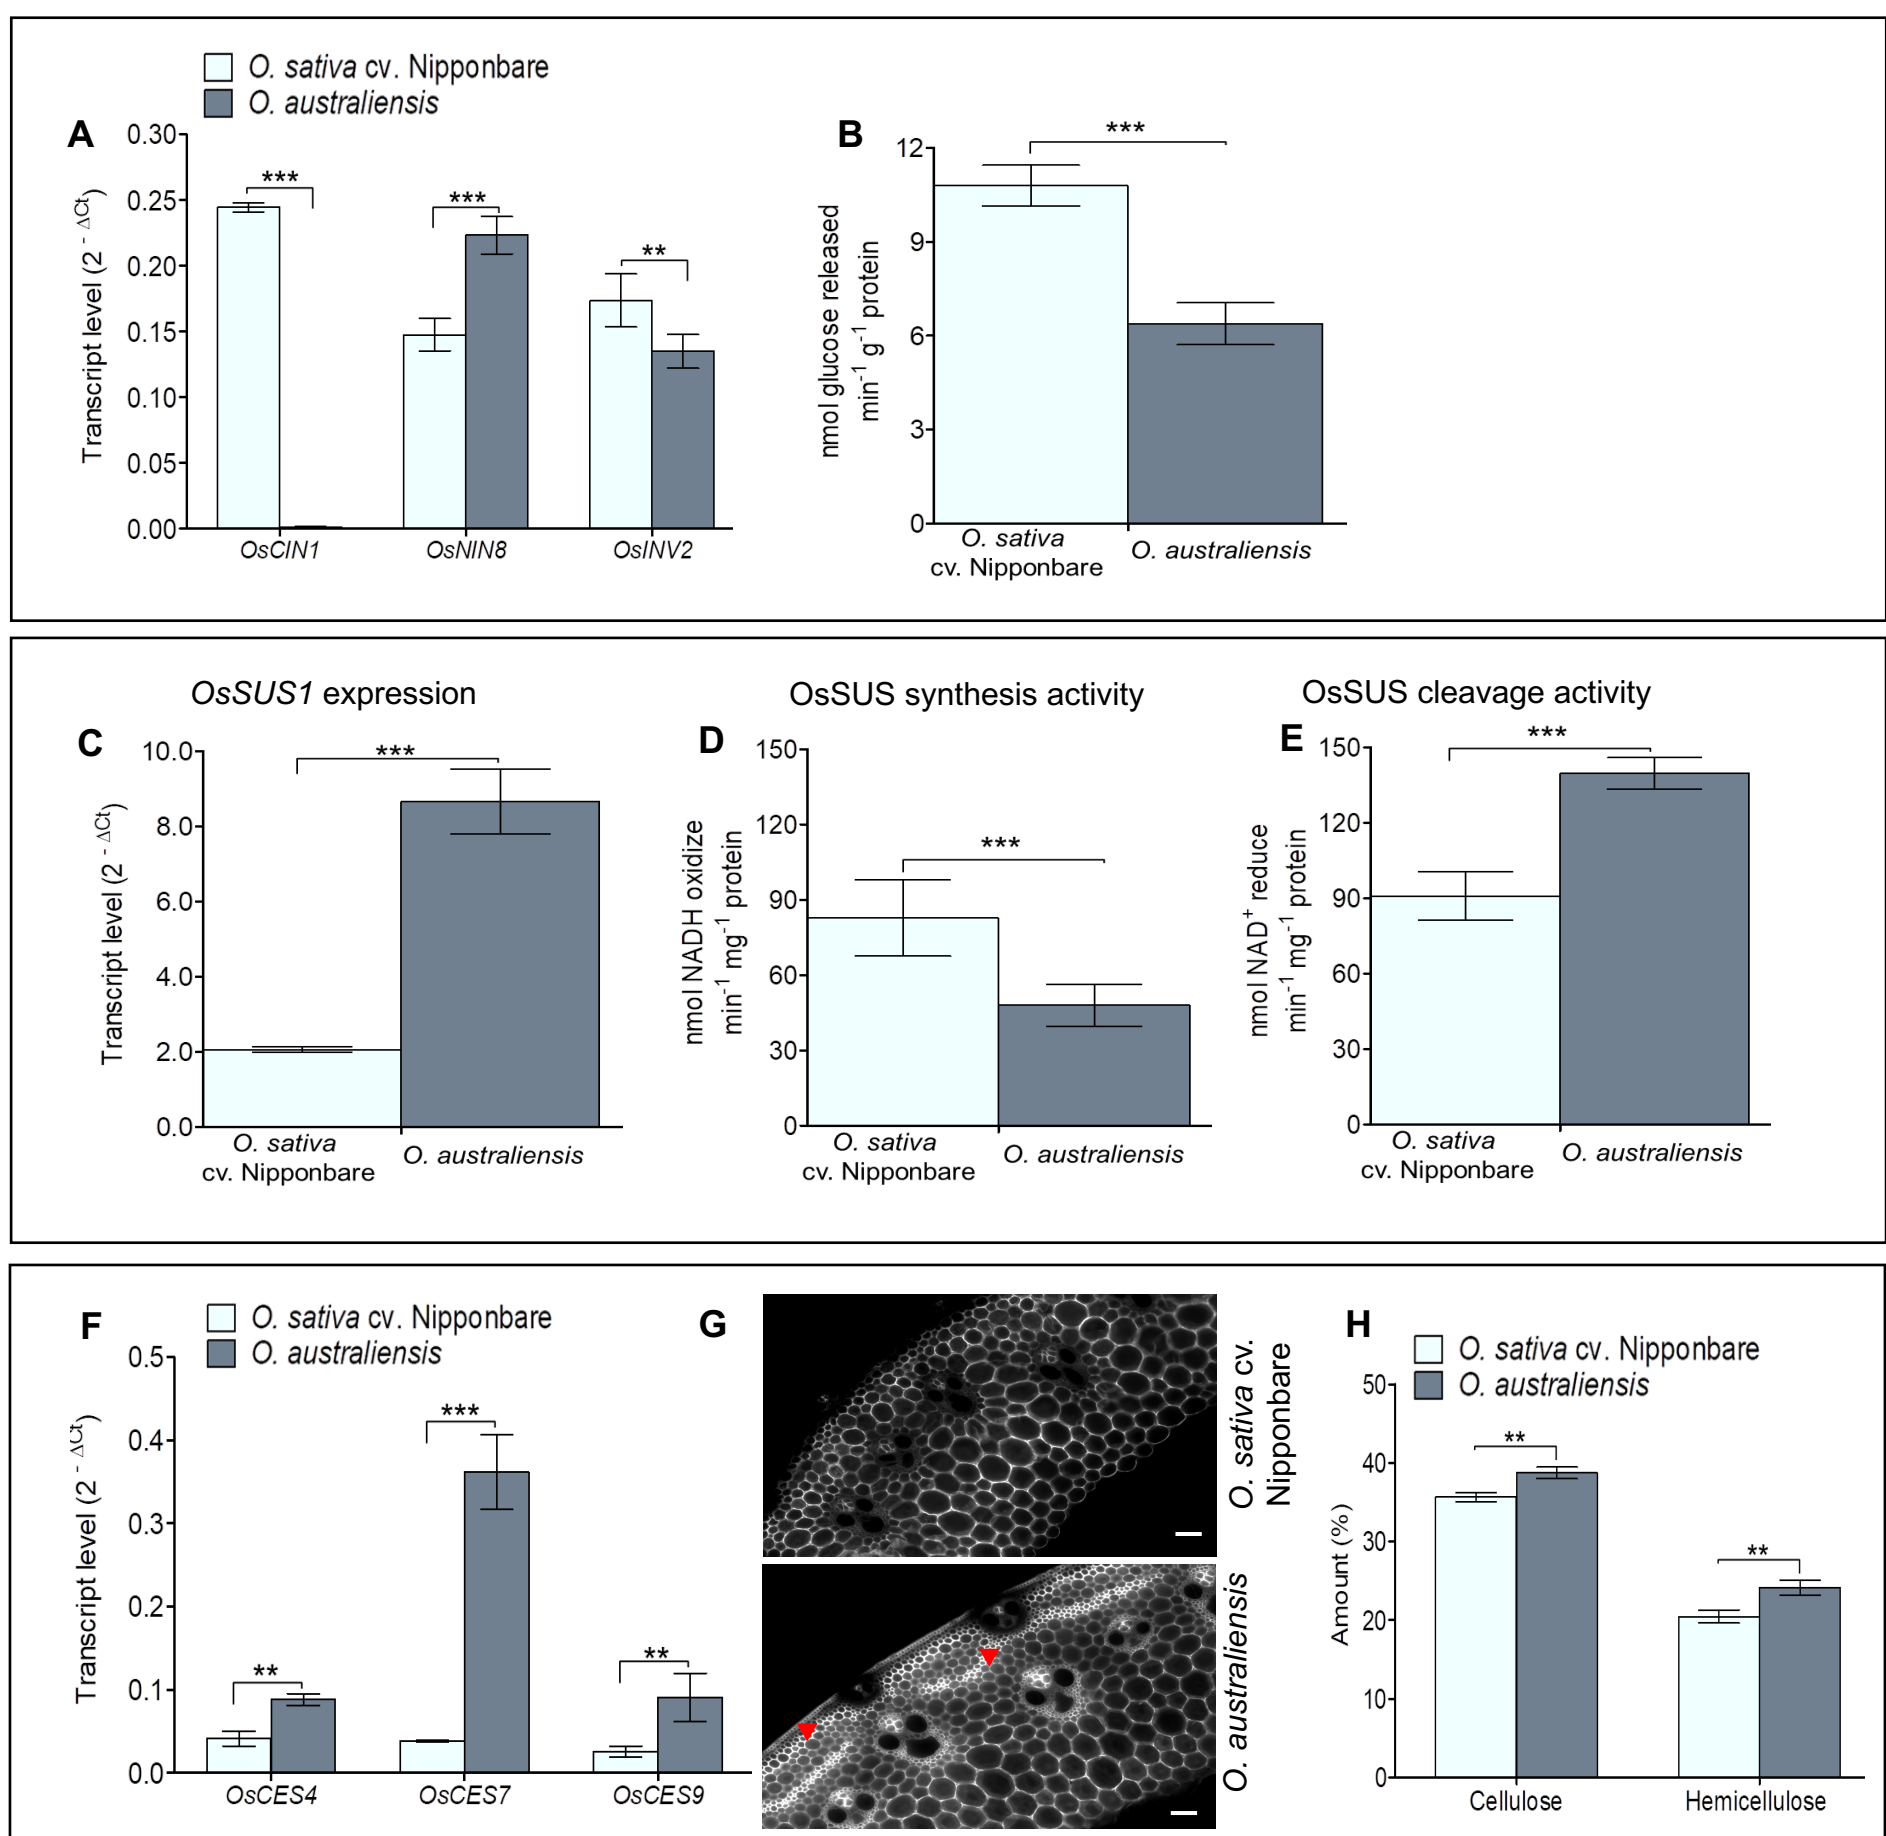 O. sativa cv. Nipponbare
O. australiensis
A
Transcript level (2 - ΔCt)
0.30
0.25
0.20
0.15
0.10
0.05
0.00
***
***
**
OsCIN1
OsNIN8
OsINV2
B
nmol glucose released
min-1 g-1 protein
12
9
6
3
0
***
O. sativa
cv. Nipponbare
O. australiensis
OsSUS1 expression
C
Transcript level (2 - ΔCt)
10.0
8.0
6.0
4.0
2.0
0.0
***
O. sativa
cv. Nipponbare
O. australiensis
OsSUS synthesis activity
D
nmol NADH oxidize
min-1 mg-1 protein
150
120
90
60
30
0
***
O. sativa
cv. Nipponbare
O. australiensis
OsSUS cleavage activity
E
nmol NAD+ reduce
min-1 mg-1 protein
150
120
90
60
30
0
***
O. sativa
cv. Nipponbare
O. australiensis
F
O. sativa cv. Nipponbare
O. australiensis
Transcript level (2 - ΔCt)
0.5
0.4
0.3
0.2
0.1
0.0
**
***
**
OsCES4
OsCES7
OsCES9
G
O. sativa cv.
Nipponbare
O. australiensis
H
O. sativa cv. Nipponbare
O. australiensis
Amount (%)
50
40
30
20
10
0
**
**
Cellulose
Hemicellulose